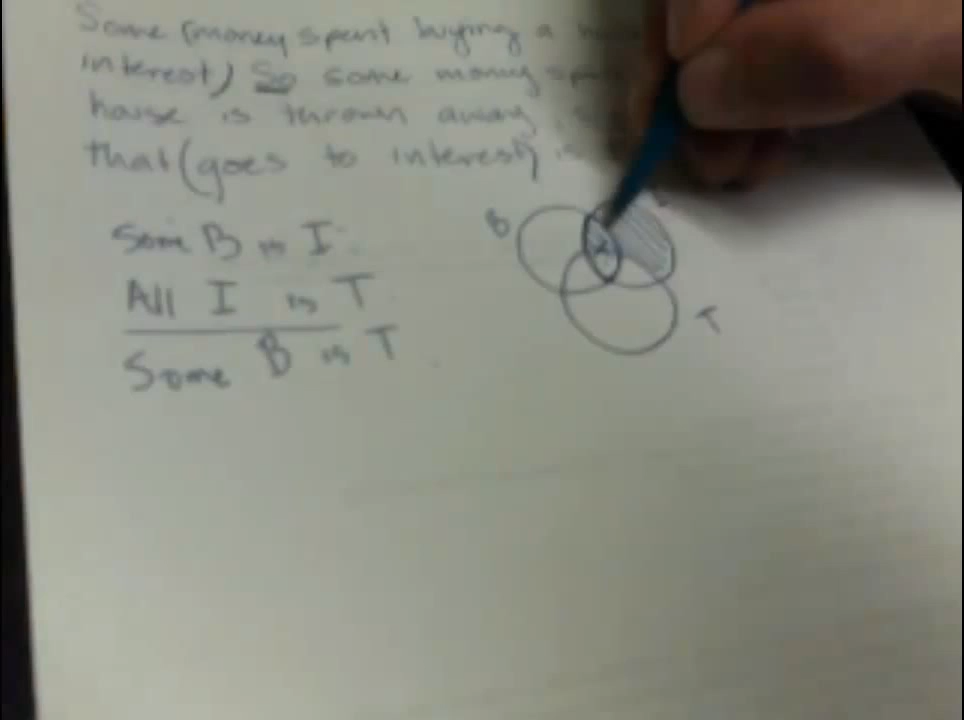 Some (money spent buying a
interest) So some money
house is thrown away,
that (goes to interest)
Some B is I
All I is T
Some B is T
B
T
x